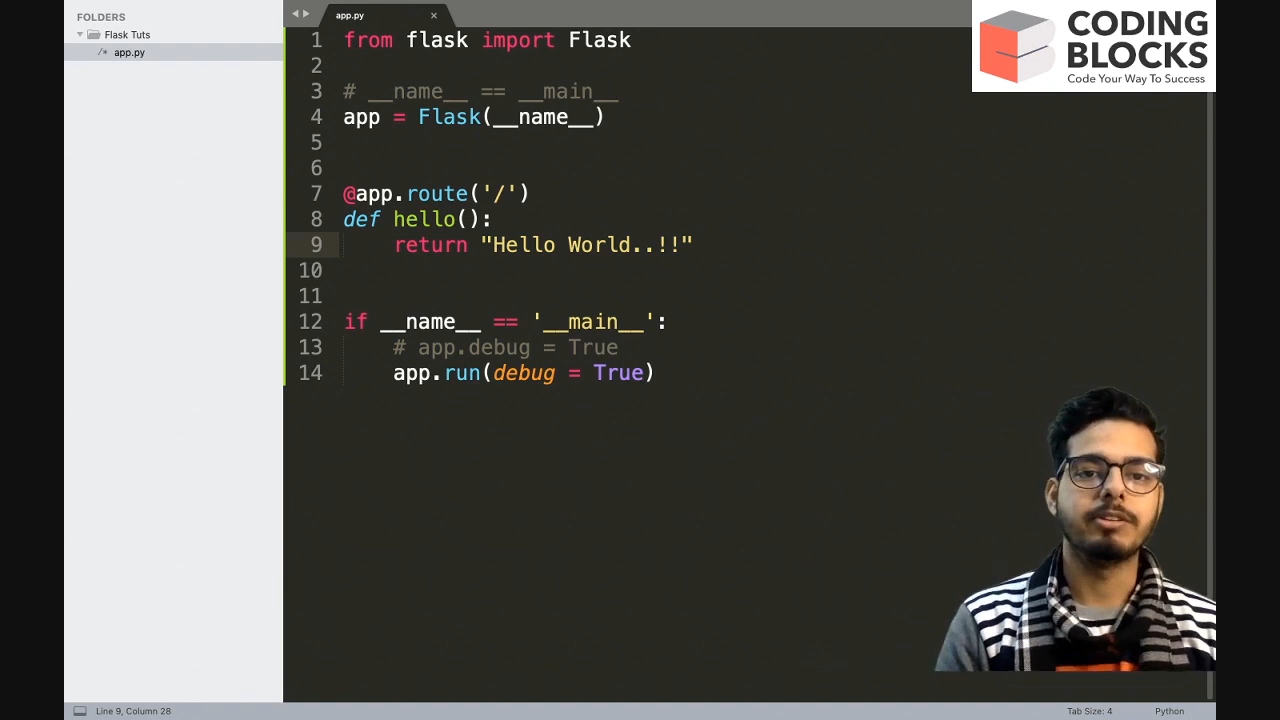 FOLDERS
Flask Tuts
/* app.py
app.py ×
1 from flask import Flask
2
3 # __name__ == __main__
4 app = Flask(__name__)
5
6
7 @app.route('/')
8 def hello():
9     return "Hello World..!!"
10
11
12 if __name__ == '__main__':
13     # app.debug = True
14     app.run(debug = True)
CODING
BLOCKS
Code Your Way To Success
Line 9, Column 28
Tab Size: 4
Python